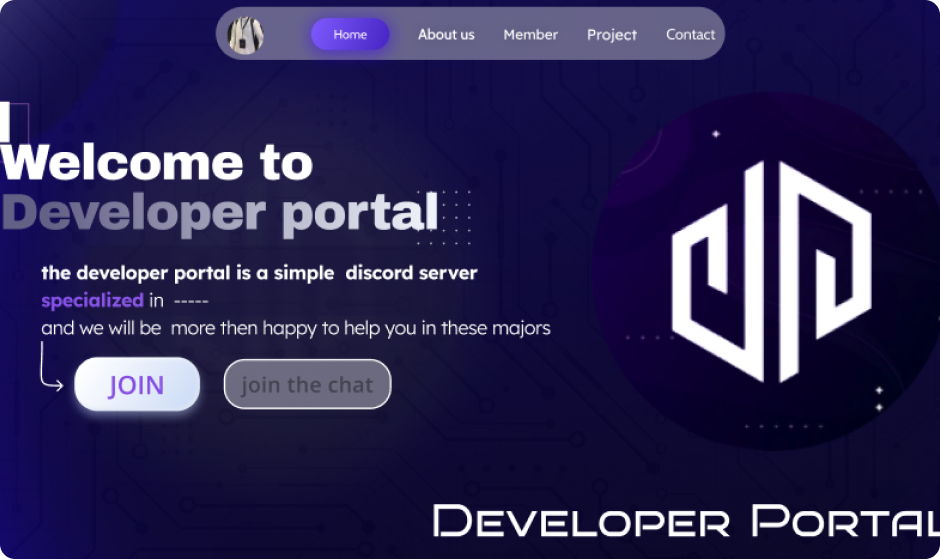 Home About us Member Project Contact
Welcome to
Developer portal
the developer portal is a simple discord server
specialized in -----
and we will be more then happy to help you in these majors
JOIN join the chat
Developer Portal